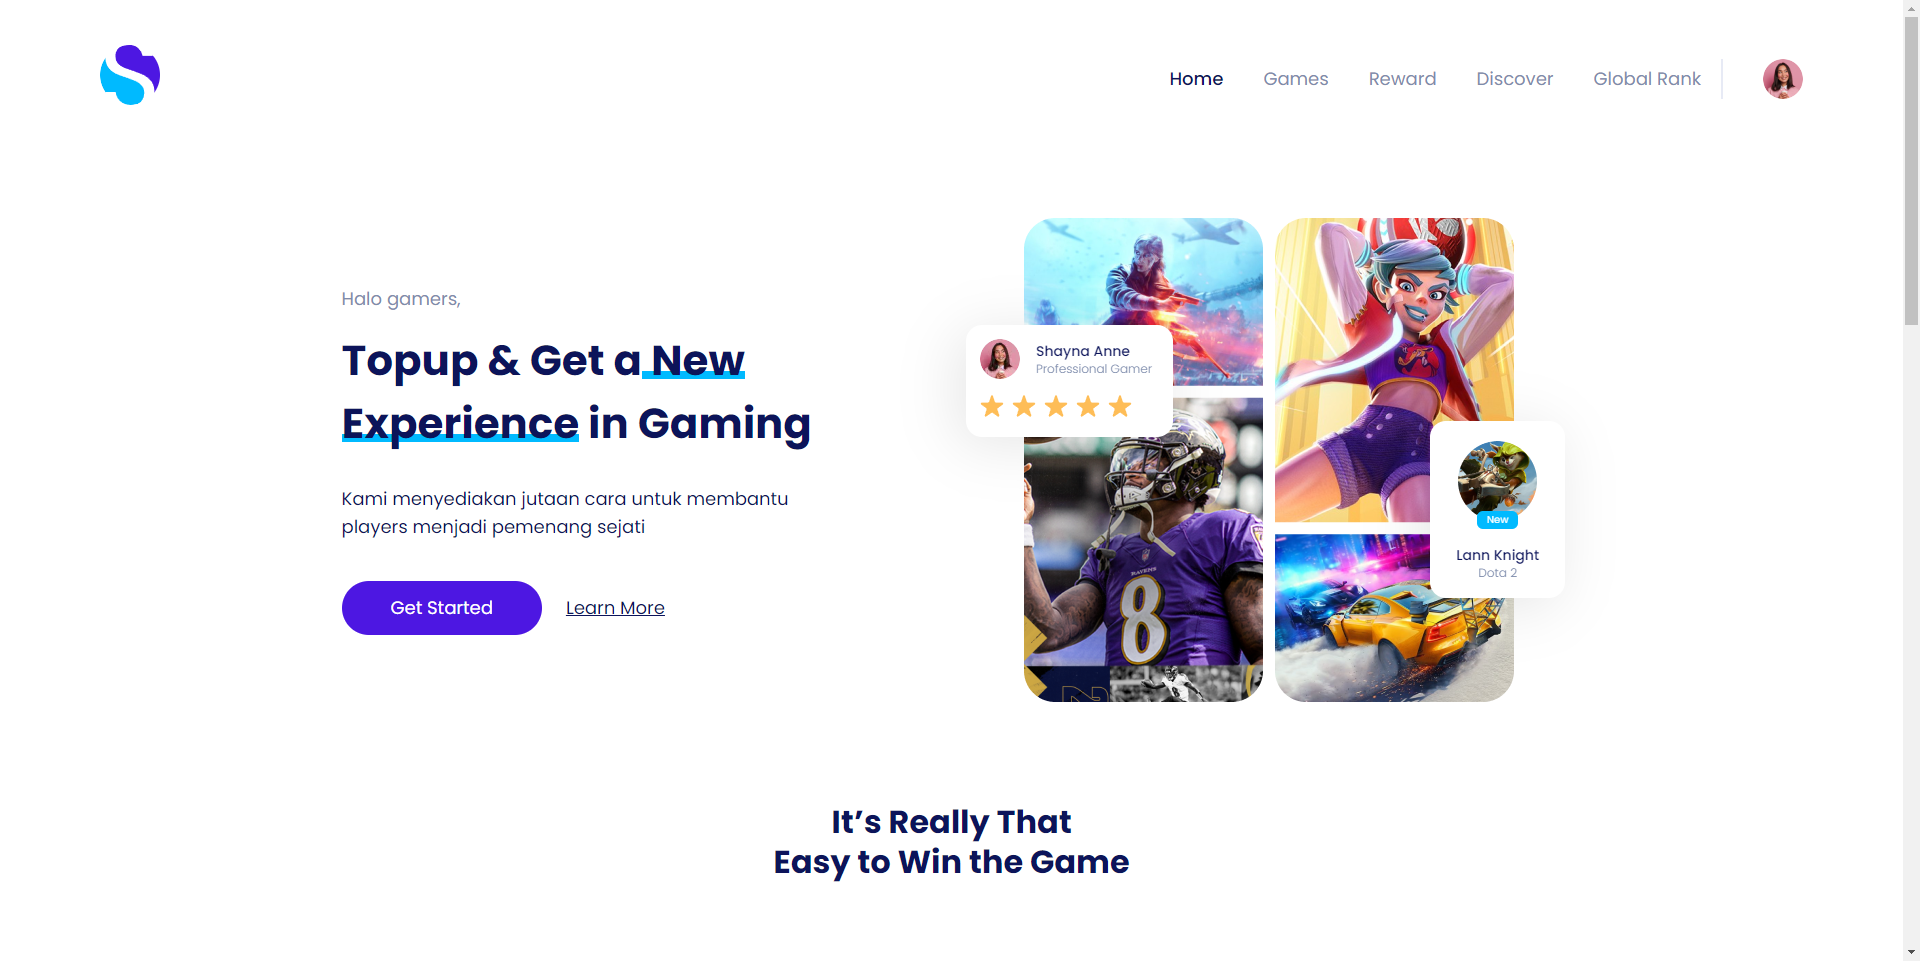 Home Games Reward Discover Global Rank
Halo gamers,
Topup & Get a New
Experience in Gaming
Kami menyediakan jutaan cara untuk membantu
players menjadi pemenang sejati
Get Started Learn More
Shayna Anne
Professional Gamer
RAVENS
8
New
Lann Knight
Dota 2
It’s Really That
Easy to Win the Game